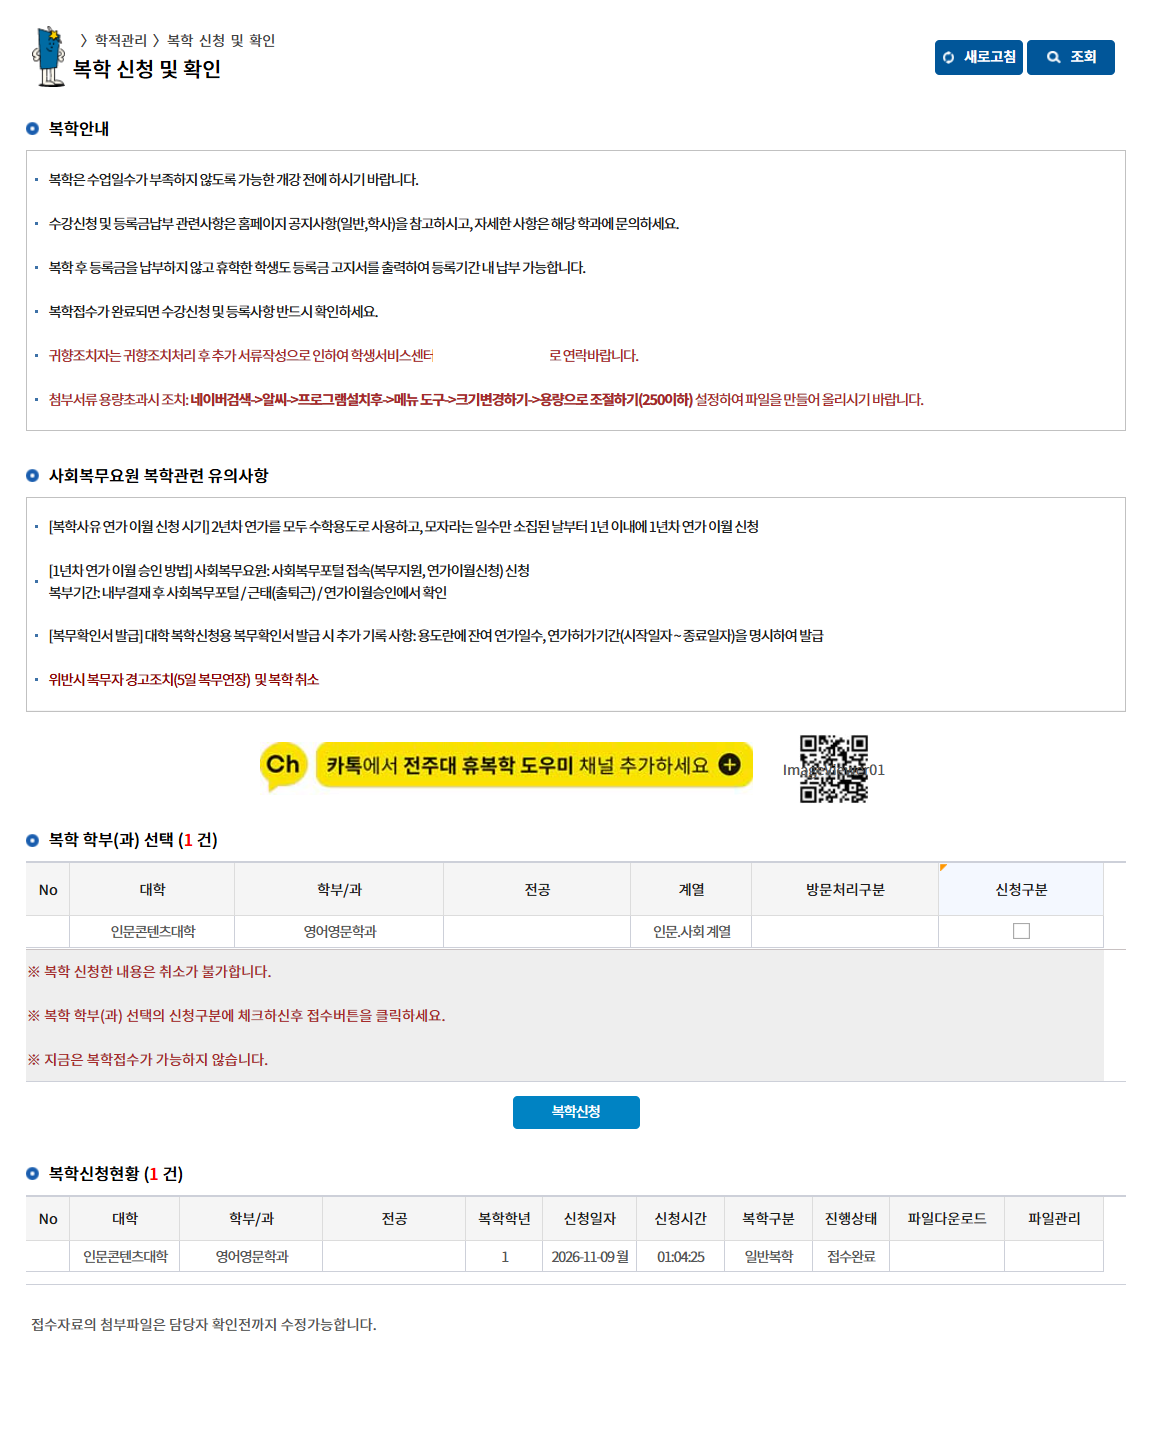 〉 학적관리 〉 복학 신청 및 확인
복학 신청 및 확인
새로고침
조회
복학안내
복학은 수업일수가 부족하지 않도록 가능한 개강 전에 하시기 바랍니다.
수강신청 및 등록금납부 관련사항은 홈페이지 공지사항(일반,학사)을 참고하시고, 자세한 사항은 해당 학과에 문의하세요.
복학 후 등록금을 납부하지 않고 휴학한 학생도 등록금 고지서를 출력하여 등록기간 내 납부 가능합니다.
복학접수가 완료되면 수강신청 및 등록사항 반드시 확인하세요.
귀향조치자는 귀향조치처리 후 추가 서류작성으로 인하여 학생서비스센터 로 연락바랍니다.
첨부서류 용량초과시 조치: 네이버검색->알씨->프로그램설치후->메뉴 도구->크기변경하기->용량으로 조절하기(250이하) 설정하여 파일을 만들어 올리시기 바랍니다.
사회복무요원 복학관련 유의사항
[복학사유 연가 이월 신청 시기] 2년차 연가를 모두 수학용도로 사용하고, 모자라는 일수만 소집된 날부터 1년 이내에 1년차 연가 이월 신청
[1년차 연가 이월 승인 방법] 사회복무요원: 사회복무포털 접속(복무지원, 연가이월신청) 신청
복부기간: 내부결재 후 사회복무포털 / 근태(출퇴근) / 연가이월승인에서 확인
[복무확인서 발급] 대학 복학신청용 복무확인서 발급 시 추가 기록 사항: 용도란에 잔여 연가일수, 연가허가기간(시작일자 ~ 종료일자)을 명시하여 발급
위반시 복무자 경고조치(5일 복무연장) 및 복학 취소
Ch 카톡에서 전주대 휴복학 도우미 채널 추가하세요
ImageViewer01
복학 학부(과) 선택 (1 건)
No 대학 학부/과 전공 계열 방문처리구분 신청구분
인문콘텐츠대학 영어영문학과 인문.사회 계열
※ 복학 신청한 내용은 취소가 불가합니다.
※ 복학 학부(과) 선택의 신청구분에 체크하신후 접수버튼을 클릭하세요.
※ 지금은 복학접수가 가능하지 않습니다.
복학신청
복학신청현황 (1 건)
No 대학 학부/과 전공 복학학년 신청일자 신청시간 복학구분 진행상태 파일다운로드 파일관리
인문콘텐츠대학 영어영문학과 1 2026-11-09 월 01:04:25 일반복학 접수완료
접수자료의 첨부파일은 담당자 확인전까지 수정가능합니다.